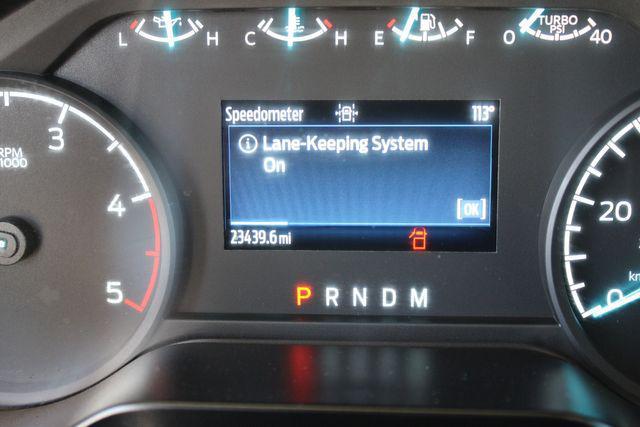 L H C H E F 0 TURBO PSI 40
Speedometer 113°
Lane-Keeping System
On
[OK]
23439.6 mi
P R N D M
RPM
x1000
3
4
5
20
0